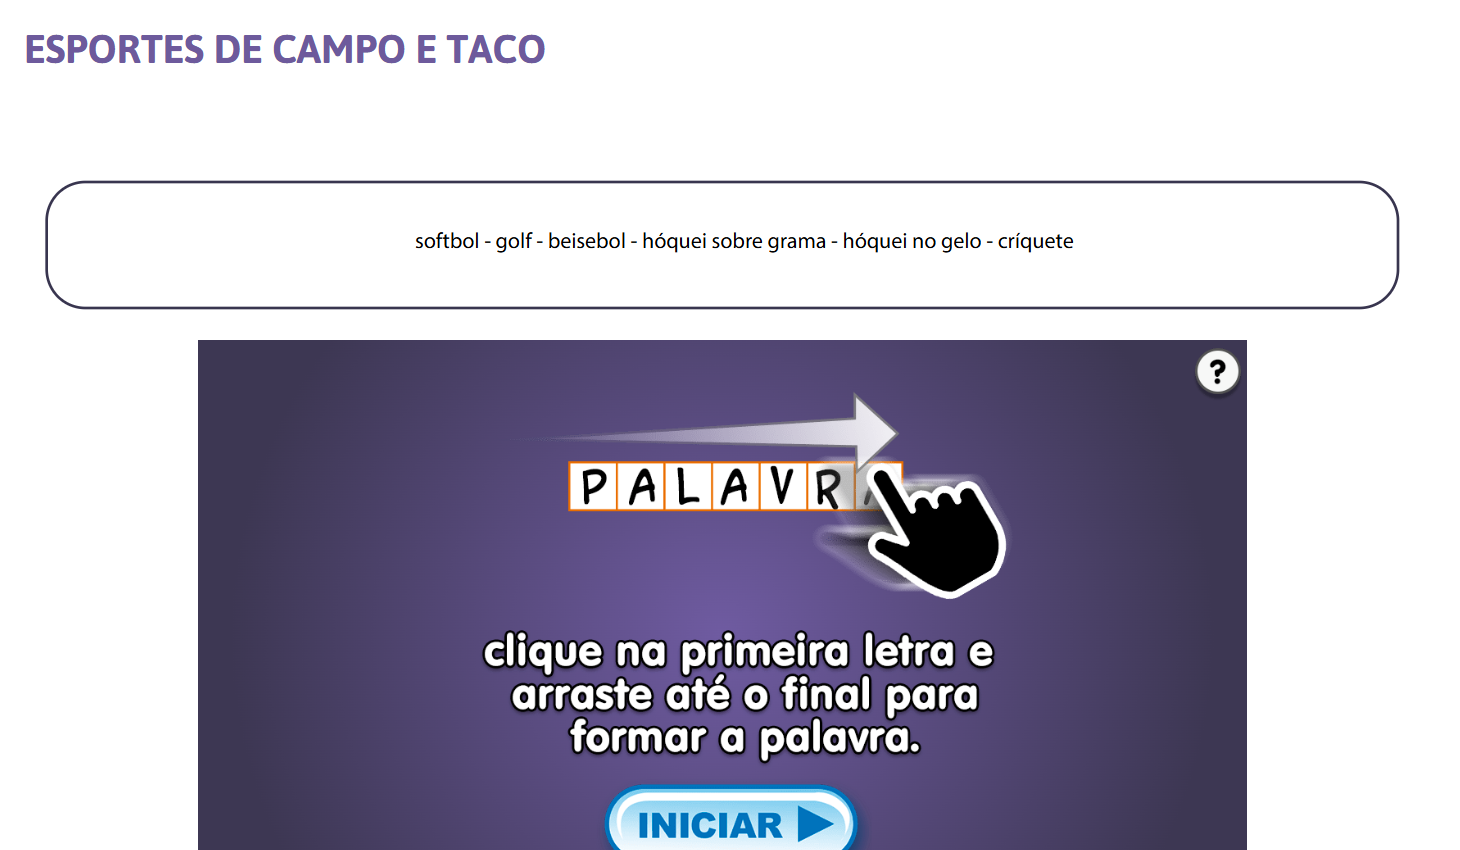 ESPORTES DE CAMPO E TACO
softbol - golf - beisebol - hóquei sobre grama - hóquei no gelo - críquete
?
PALAVRA
clique na primeira letra e
arraste até o final para
formar a palavra.
INICIAR